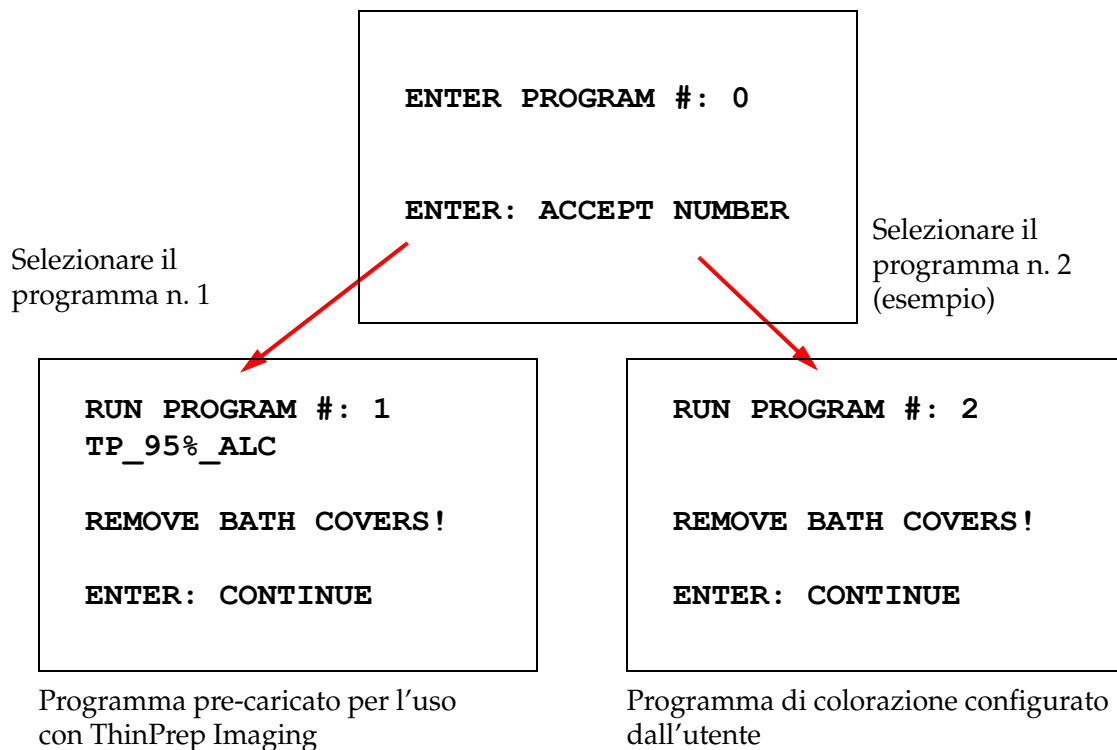 ENTER PROGRAM #: 0
ENTER: ACCEPT NUMBER
Selezionare il
programma n. 1
Selezionare il
programma n. 2
(esempio)
RUN PROGRAM #: 1
TP_95%_ALC
REMOVE BATH COVERS!
ENTER: CONTINUE
RUN PROGRAM #: 2
REMOVE BATH COVERS!
ENTER: CONTINUE
Programma pre-caricato per l’uso
con ThinPrep Imaging
Programma di colorazione configurato
dall’utente